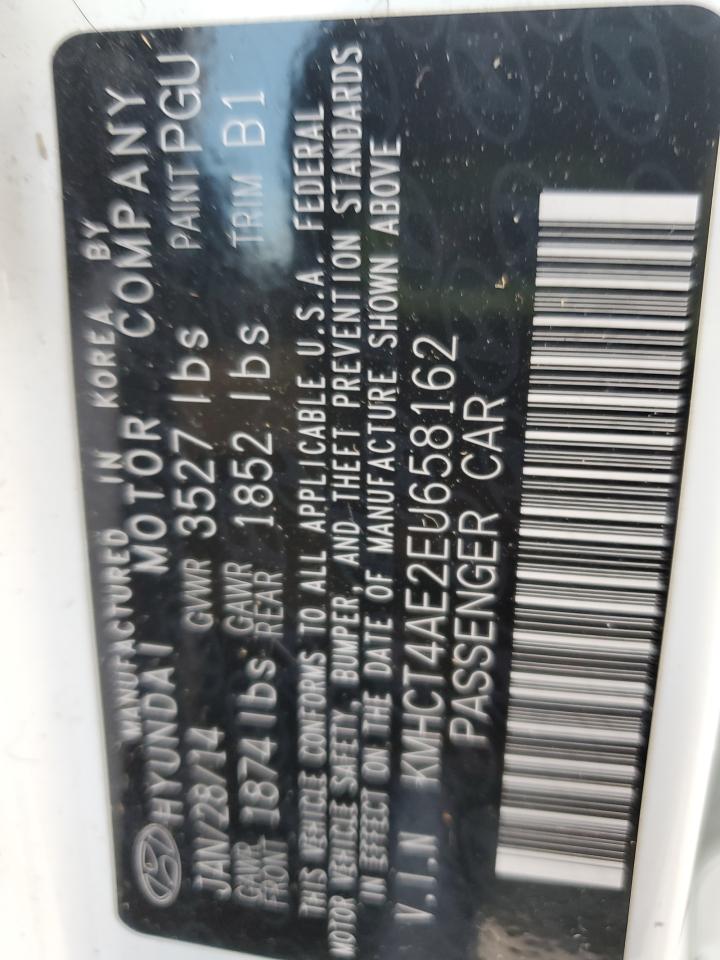 MANUFACTURED IN KOREA BY
HYUNDAI MOTOR COMPANY
JAN/28/14 GVWR 3527 lbs PAINT PGU
GAWR FRONT 1874lbs GAWR REAR 1852 lbs TRIM B1
THIS VEHICLE CONFORMS TO ALL APPLICABLE U.S.A. FEDERAL
MOTOR VEHICLE SAFETY, BUMPER, AND THEFT PREVENTION STANDARDS
IN EFFECT ON THE DATE OF MANUFACTURE SHOWN ABOVE
V.I.N KMHCT4AE2EU658162
PASSENGER CAR